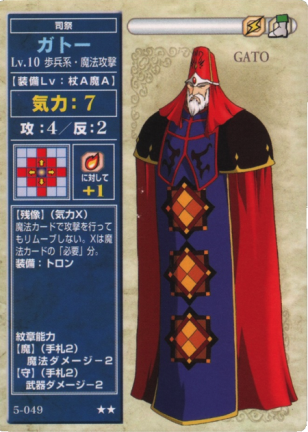 司祭
ガトー
Lv.10 歩兵系・魔法攻撃
【装備Lv：杖A魔A】
気力：7
攻：4／反：2
に対して
+1
【残像】(気力X)
魔法カードで攻撃を行って
もリムーブしない。Xは魔
法カードの「必要」分。
装備：トロン
紋章能力
【魔】(手札2)
魔法ダメージ－2
【守】(手札2)
武器ダメージ－2
5-049
★★
GATO